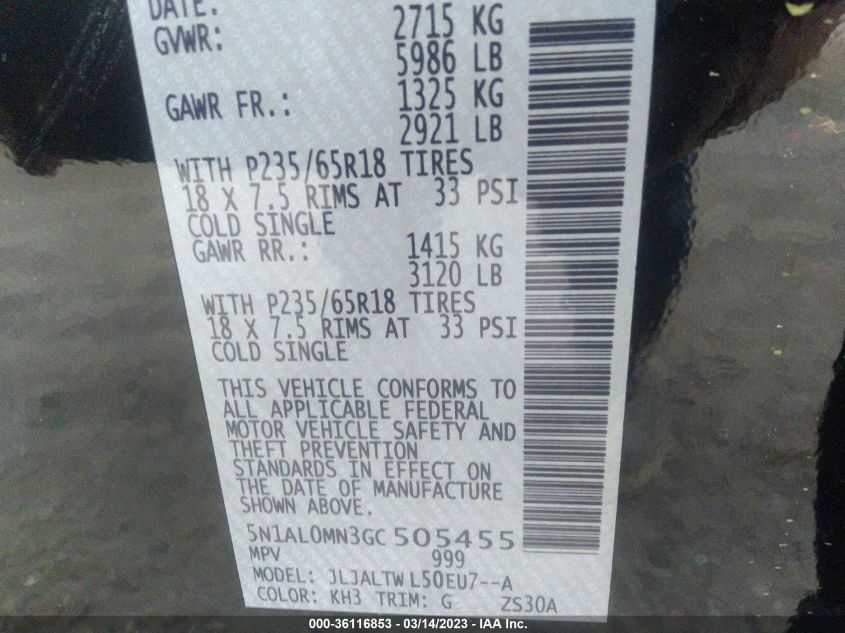 DATE:
GVWR: 2715 KG
5986 LB
GAWR FR.: 1325 KG
2921 LB
WITH P235/65R18 TIRES
18 X 7.5 RIMS AT 33 PSI
COLD SINGLE
GAWR RR.: 1415 KG
3120 LB
WITH P235/65R18 TIRES
18 X 7.5 RIMS AT 33 PSI
COLD SINGLE
THIS VEHICLE CONFORMS TO
ALL APPLICABLE FEDERAL
MOTOR VEHICLE SAFETY AND
THEFT PREVENTION
STANDARDS IN EFFECT ON
THE DATE OF MANUFACTURE
SHOWN ABOVE.
5N1AL0MN3GC505455
MPV 999
MODEL: JLJALTWL50EU7--A
COLOR: KH3 TRIM: G ZS30A
000-36116853 - 03/14/2023 - IAA Inc.